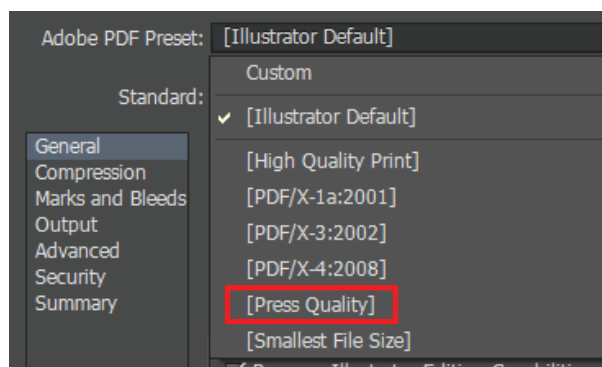 Adobe PDF Preset: [Illustrator Default]
Custom
Standard:
[Illustrator Default]
General
[High Quality Print]
Compression
Marks and Bleeds
[PDF/X-1a:2001]
Output
[PDF/X-3:2002]
Advanced
[PDF/X-4:2008]
Security
Summary
[Press Quality]
[Smallest File Size]